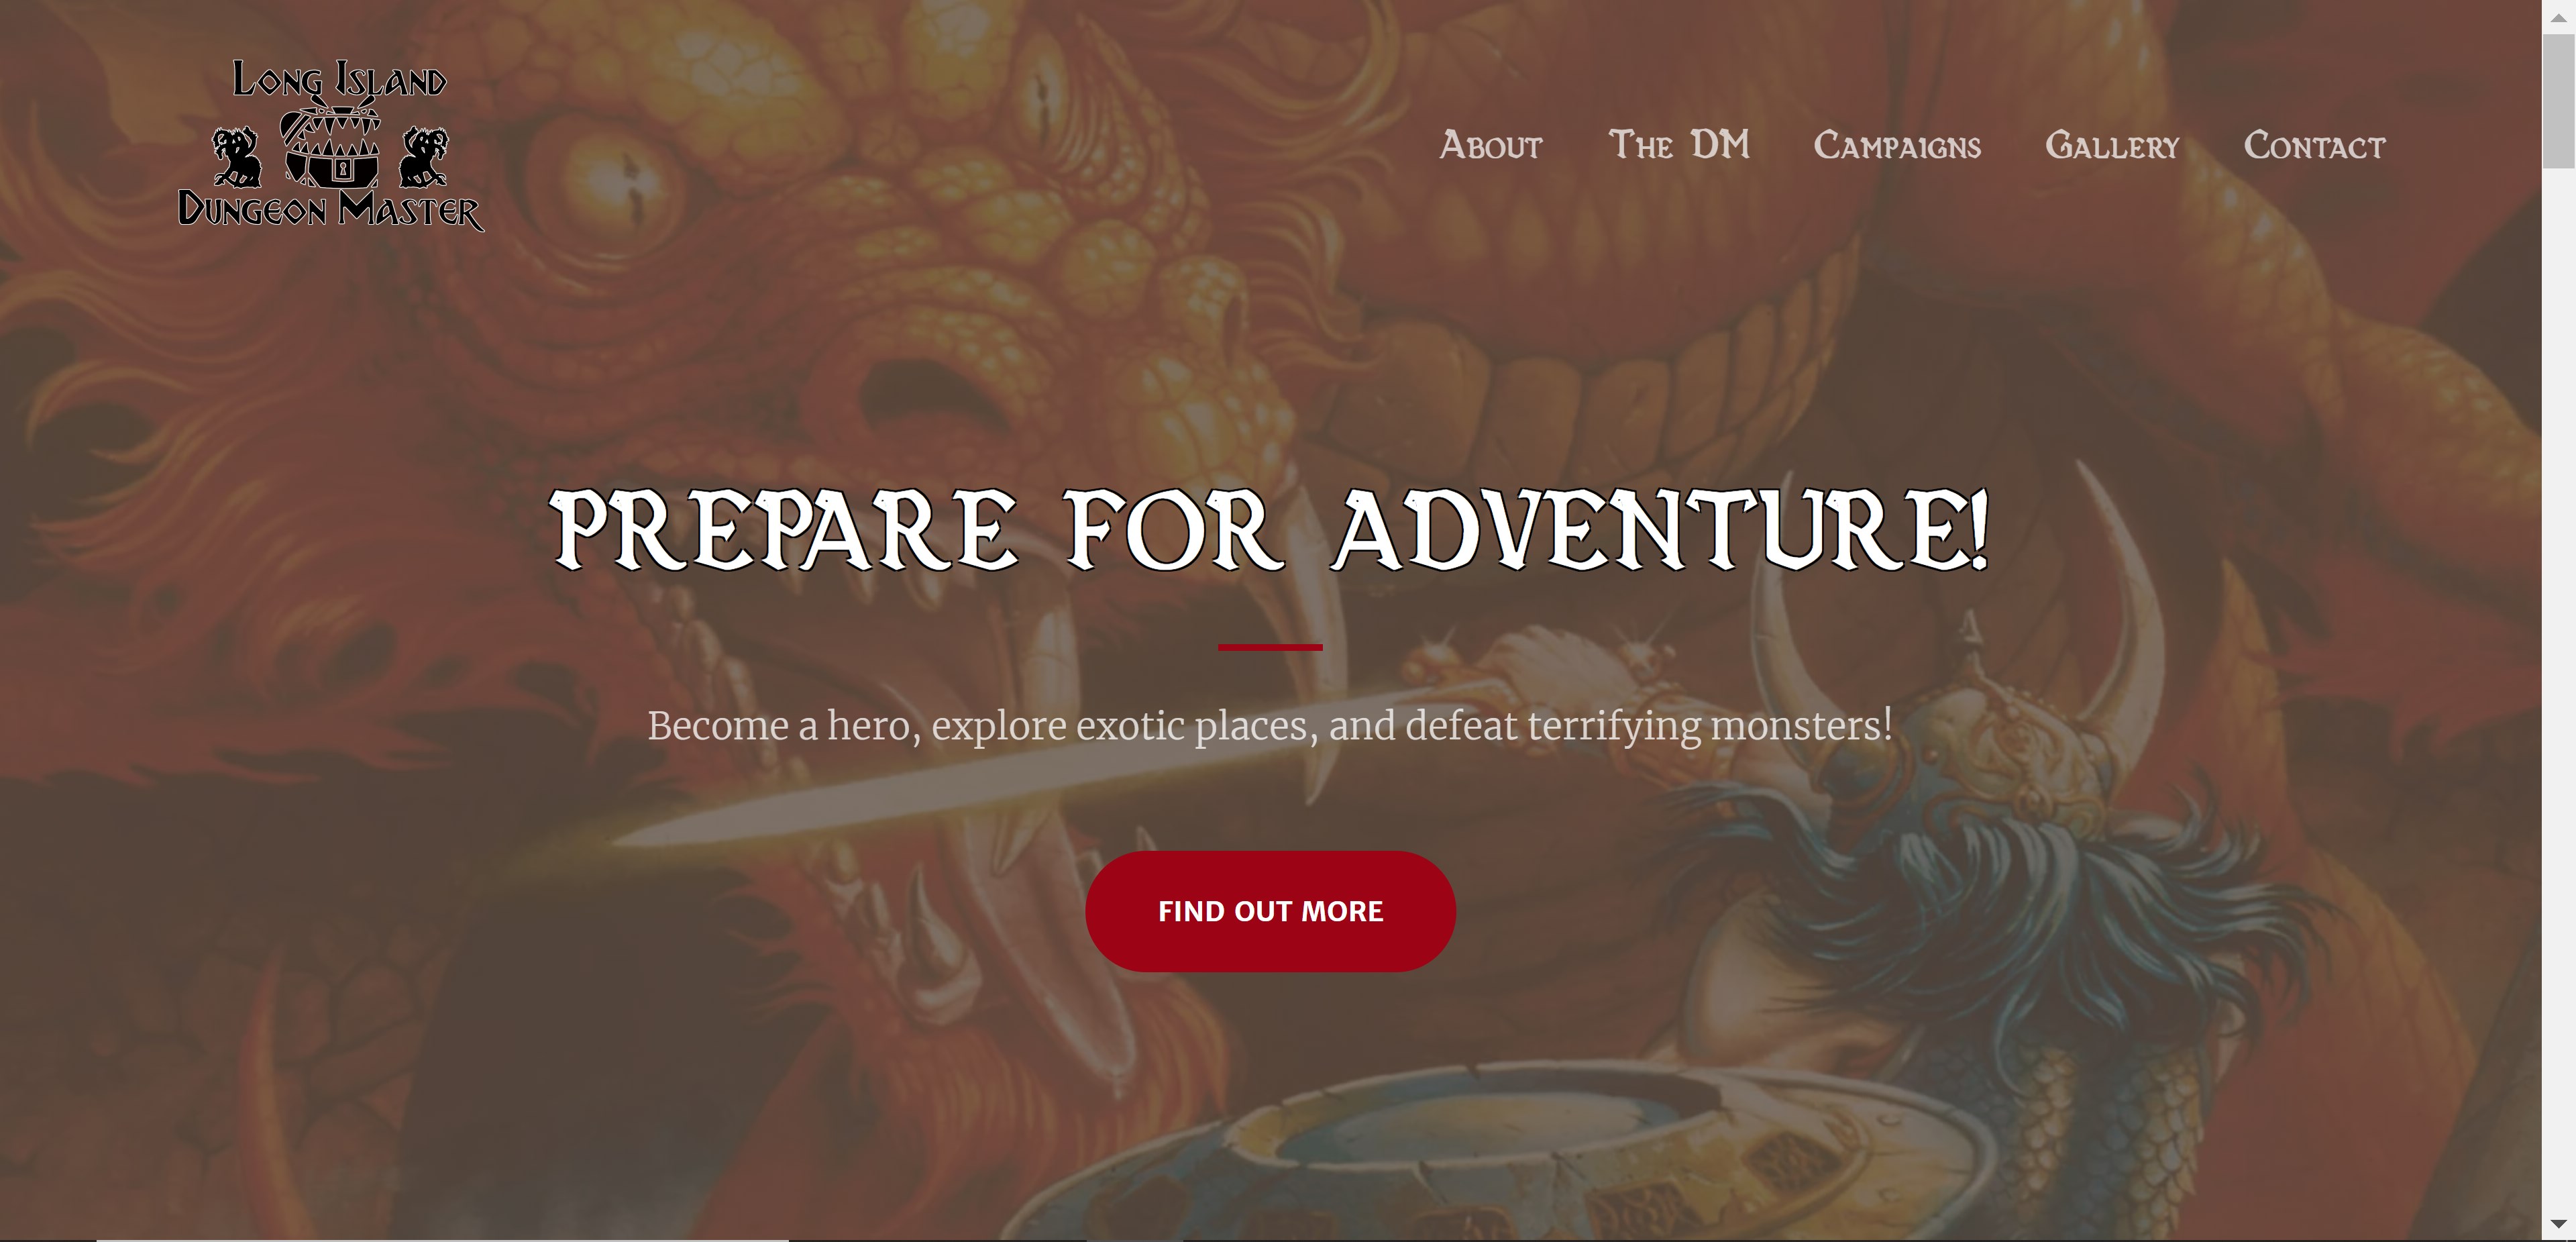 Long Island
Dungeon Master
About The DM Campaigns Gallery Contact
PREPARE FOR ADVENTURE!
Become a hero, explore exotic places, and defeat terrifying monsters!
FIND OUT MORE